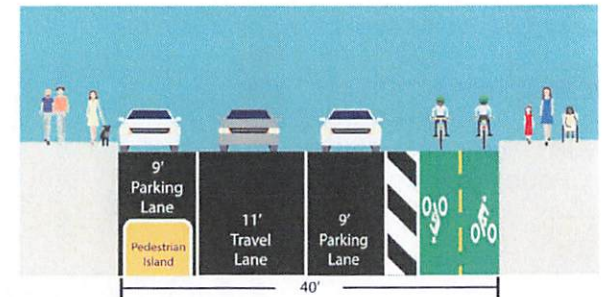 9'
Parking
Lane
Pedestrian
Island
11'
Travel
Lane
9'
Parking
Lane
40'